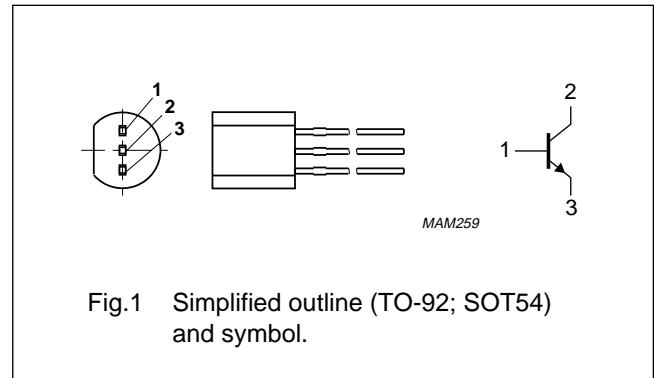 1
2
3
2
1
3
MAM259
Fig.1 Simplified outline (TO-92; SOT54)
and symbol.